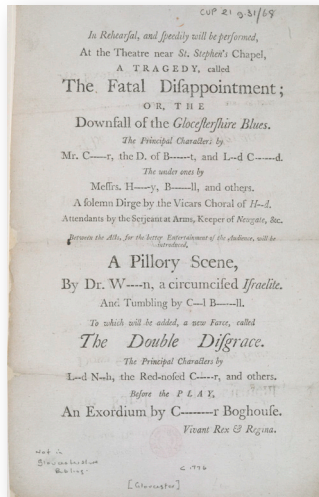 CUP 21 g.31/68
In Rehearsal, and speedily will be performed,
At the Theatre near St. Stephen's Chapel,
A TRAGEDY, called
The Fatal Disappointment;
OR, THE
Downfall of the Glocestershire Blues.
The Principal Characters by
Mr. C-----r, the D. of B------t, and L--d C------d.
The under ones by
Messrs. H----y, B-----ll, and others.
A solemn Dirge by the Vicars Choral of H--d.
Attendants by the Serjeant at Arms, Keeper of Newgate, &c.
Between the Acts, for the better Entertainment of the Audience, will be
introduced,
A Pillory Scene,
By Dr. W----n, a circumcised Israelite.
And Tumbling by C--l B-----ll.
To which will be added, a new Farce, called
The Double Disgrace.
The Principal Characters by
L--d N--h, the Red-nosed C-----r, and others.
Before the PLAY,
An Exordium by C--------r Boghouse.
Vivant Rex & Regina.
Not in
C. 776
[Gloucester]